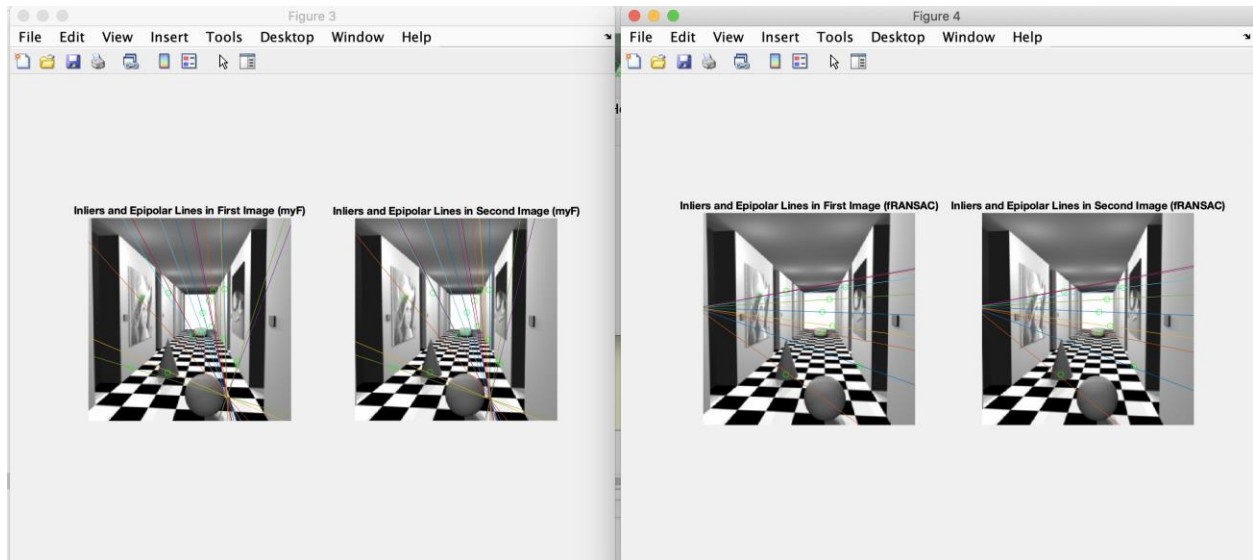 Figure 3
File Edit View Insert Tools Desktop Window Help
Inliers and Epipolar Lines in First Image (myF)
Inliers and Epipolar Lines in Second Image (myF)
Figure 4
File Edit View Insert Tools Desktop Window Help
Inliers and Epipolar Lines in First Image (fRANSAC)
Inliers and Epipolar Lines in Second Image (fRANSAC)